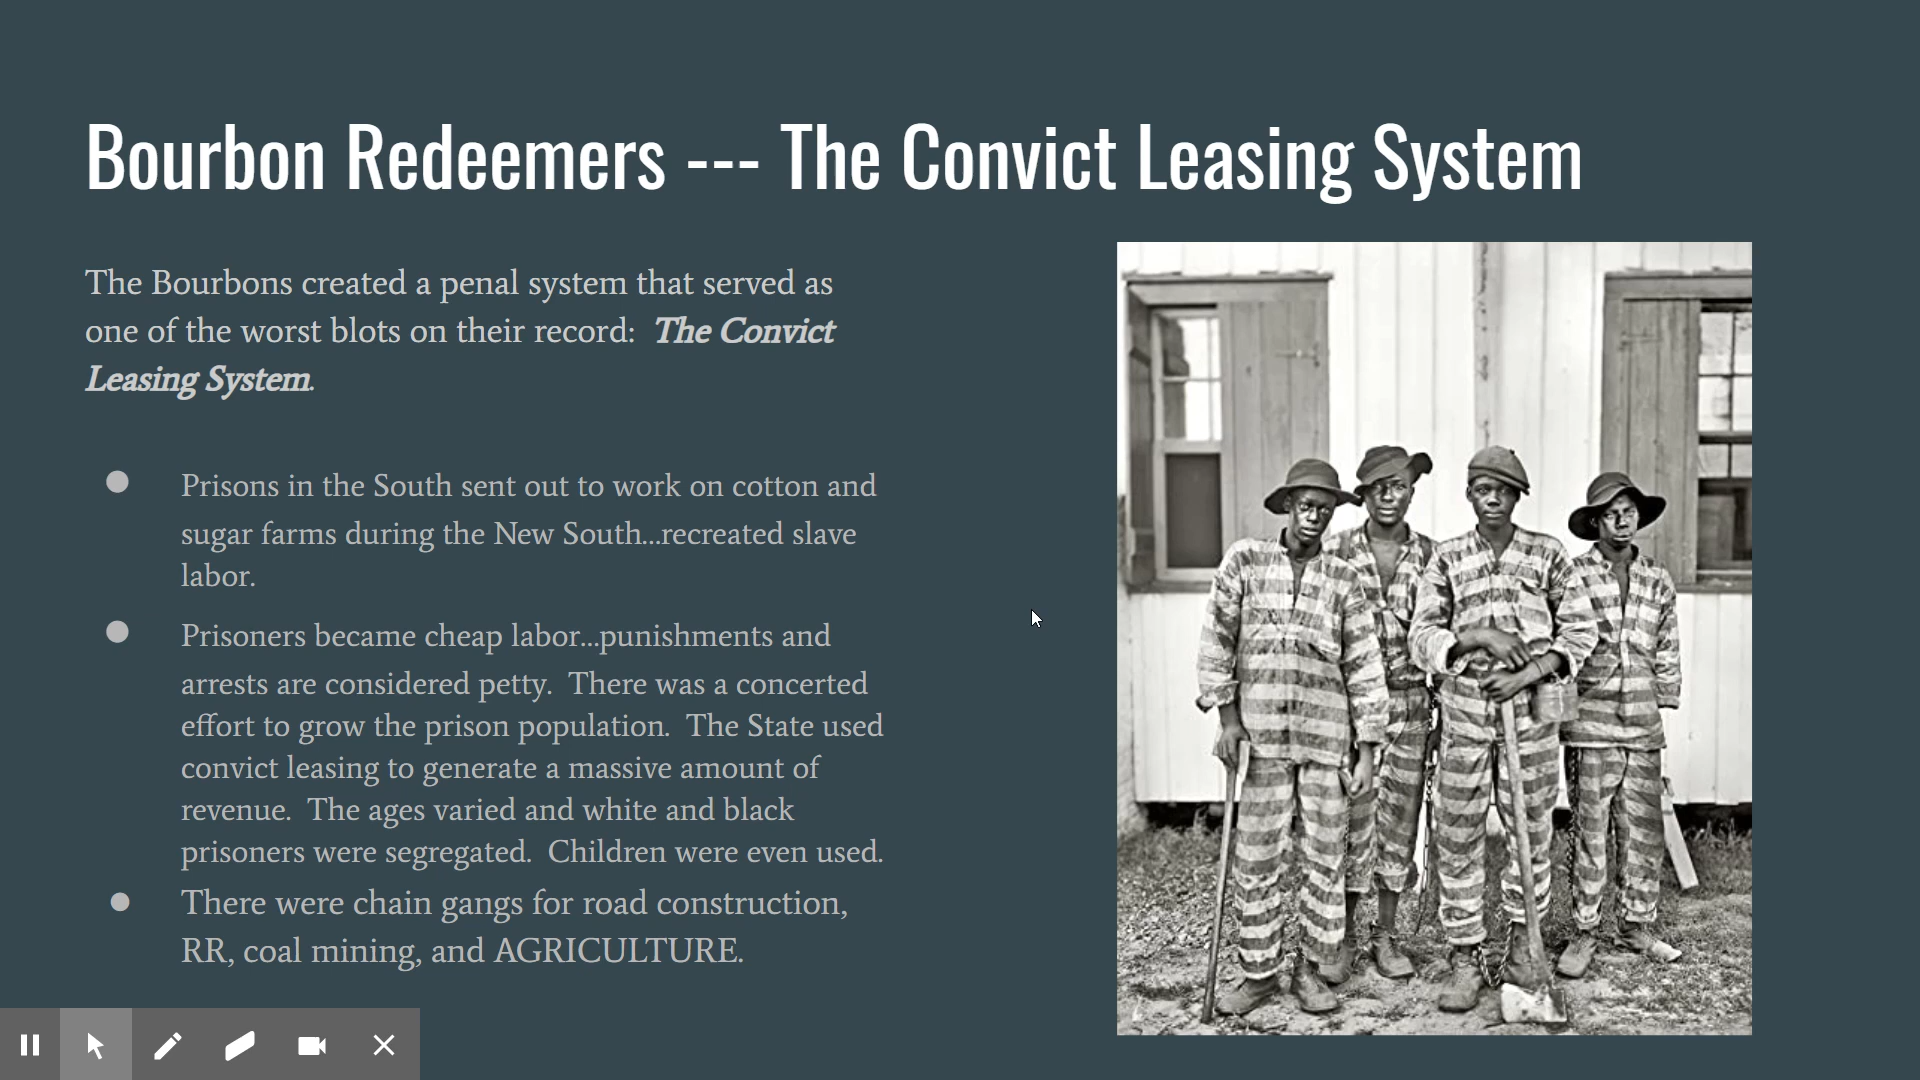 Bourbon Redeemers --- The Convict Leasing System
The Bourbons created a penal system that served as
one of the worst blots on their record:  The Convict
Leasing System.
● Prisons in the South sent out to work on cotton and
sugar farms during the New South...recreated slave
labor.
● Prisoners became cheap labor...punishments and
arrests are considered petty.  There was a concerted
effort to grow the prison population.  The State used
convict leasing to generate a massive amount of
revenue.  The ages varied and white and black
prisoners were segregated.  Children were even used.
● There were chain gangs for road construction,
RR, coal mining, and AGRICULTURE.